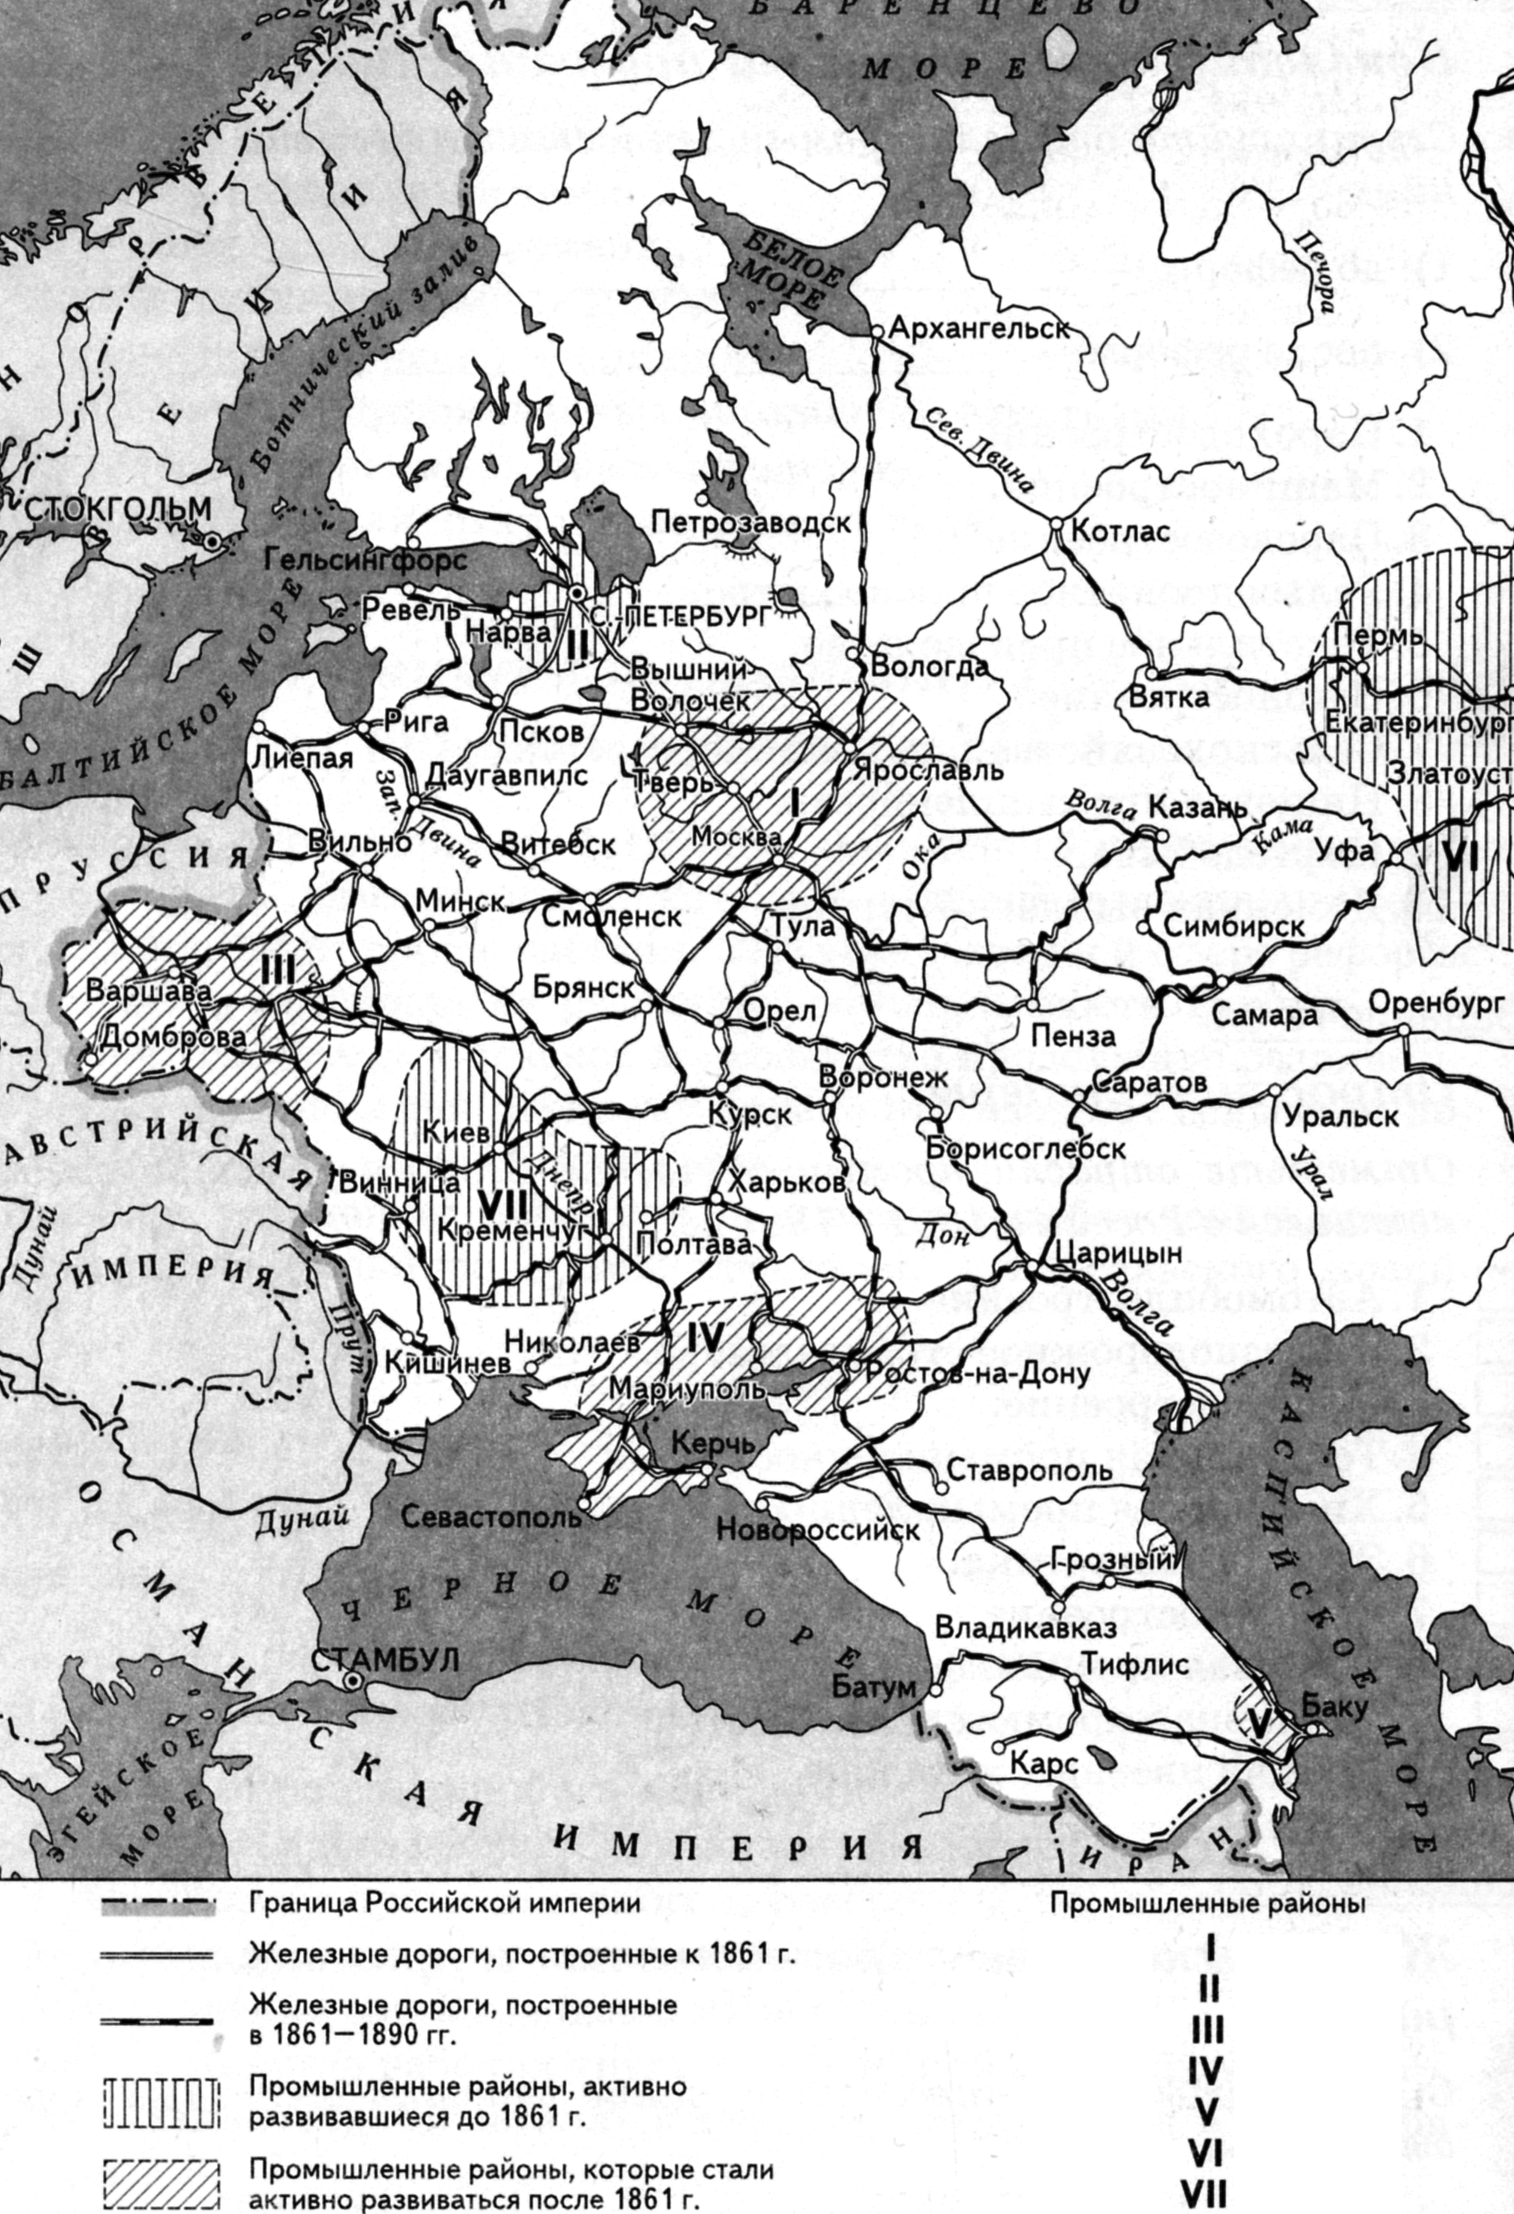 БАРЕНЦЕВО
МОРЕ
НОРВЕГИЯ
ШВЕЦИЯ
Печора
БЕЛОЕ
МОРЕ
Ботнический залив
Архангельск
Сев. Двина
СТОКГОЛЬМ
Петрозаводск
Котлас
Гельсингфорс
Ревель
Нарва
С.-ПЕТЕРБУРГ
II
Пермь
Вологда
Вятка
Вышний-
Волочек
Екатеринбург
БАЛТИЙСКОЕ МОРЕ
Рига
Псков
Лиепая
Даугавпилс
Тверь
Ярославль
Златоуст
I
Зап. Двина
Волга
Казань
Кама
Вильно
Витебск
Москва
Ока
Уфа
VI
ПРУССИЯ
Минск
Смоленск
Тула
Симбирск
III
Варшава
Брянск
Орел
Пенза
Самара
Оренбург
Домброва
Воронеж
Саратов
Курск
Уральск
АВСТРИЙСКАЯ
ИМПЕРИЯ
Киев
Борисоглебск
Урал
Винница
VII
Днепр
Харьков
Кременчуг
Полтава
Дон
Царицын
Волга
Дунай
Прут
Николаев
IV
Кишинев
Мариуполь
Ростов-на-Дону
Керчь
Ставрополь
КАСПИЙСКОЕ МОРЕ
Дунай
Севастополь
Новороссийск
Грозный
ЧЕРНОЕ МОРЕ
Владикавказ
СТАМБУЛ
Тифлис
Батум
Баку
V
Карс
ОСМАНСКАЯ ИМПЕРИЯ
ЭГЕЙСКОЕ
МОРЕ
ИРАН
Граница Российской империи
Железные дороги, построенные к 1861 г.
Железные дороги, построенные
в 1861—1890 гг.
Промышленные районы, активно
развивавшиеся до 1861 г.
Промышленные районы, которые стали
активно развиваться после 1861 г.
Промышленные районы
I
II
III
IV
V
VI
VII